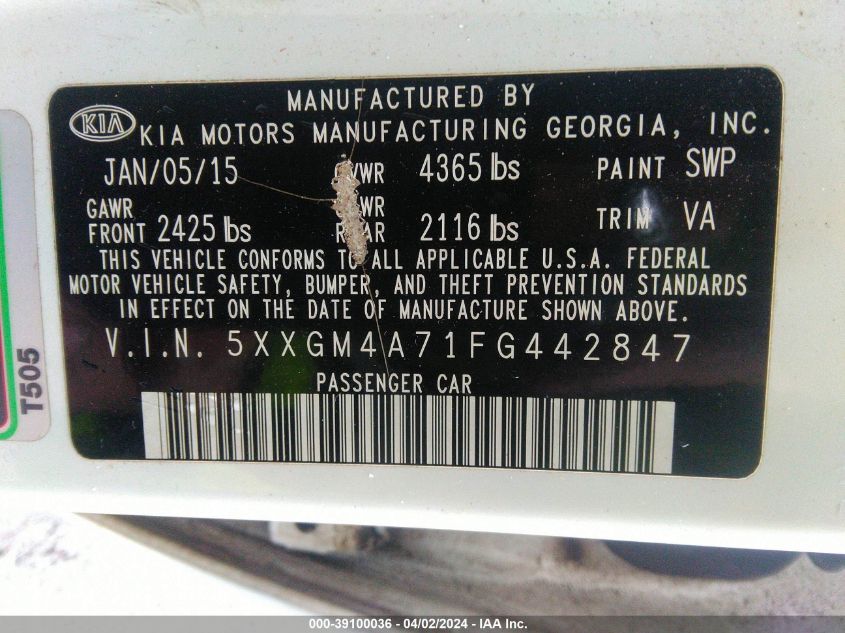 MANUFACTURED BY
KIA KIA MOTORS MANUFACTURING GEORGIA, INC.
JAN/05/15 GVWR 4365 lbs PAINT SWP
GAWR FRONT 2425 lbs GAWR REAR 2116 lbs TRIM VA
THIS VEHICLE CONFORMS TO ALL APPLICABLE U.S.A. FEDERAL
MOTOR VEHICLE SAFETY, BUMPER, AND THEFT PREVENTION STANDARDS
IN EFFECT ON THE DATE OF MANUFACTURE SHOWN ABOVE.
V.I.N. 5XXGM4A71FG442847
PASSENGER CAR
T505
000-39100036 - 04/02/2024 - IAA Inc.